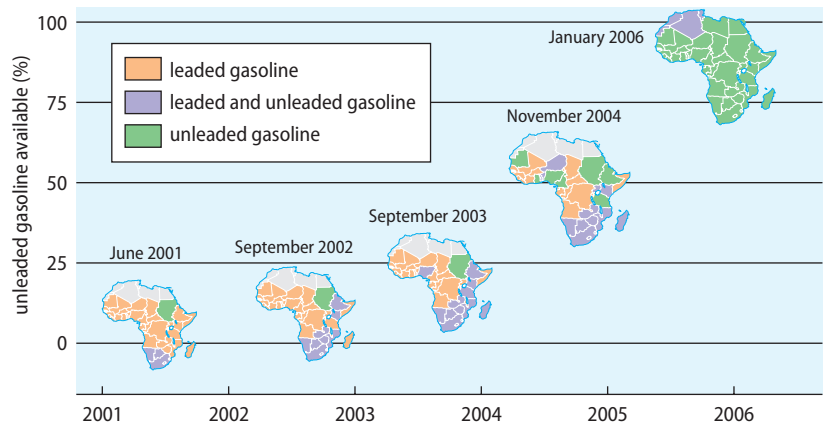 unleaded gasoline available (%)
100
75
50
25
0
leaded gasoline
leaded and unleaded gasoline
unleaded gasoline
June 2001
September 2002
September 2003
November 2004
January 2006
2001 2002 2003 2004 2005 2006